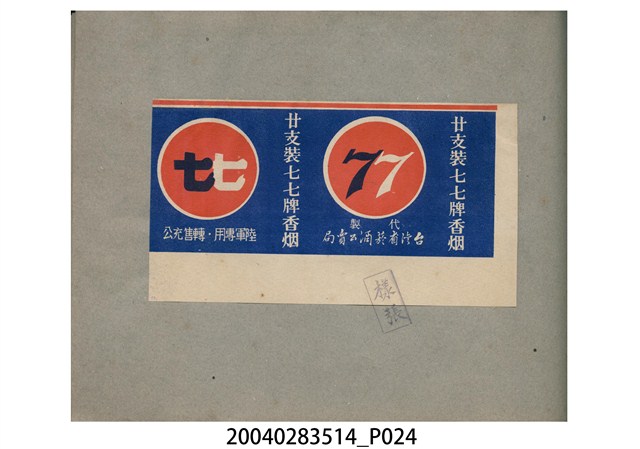 七七
公充售轉・用專軍陸
廿支裝七七牌香烟
77
製代
局賣公酒菸省湾台
廿支裝七七牌香烟
樣張
20040283514_P024